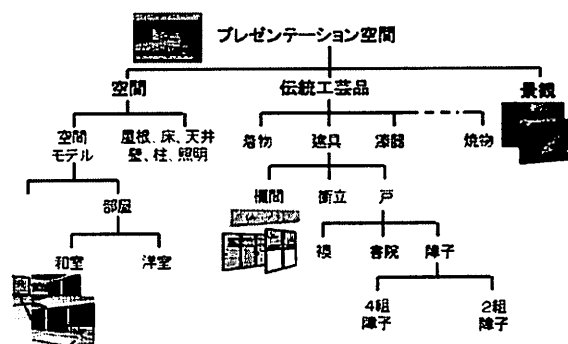 プレゼンテーション空間
空間
伝統工芸品
景観
空間
モデル
屋根、床、天井
壁、柱、照明
着物
建具
漆器
焼物
部屋
欄間
衝立
戸
和室
洋室
襖
書院
障子
4組
障子
2組
障子